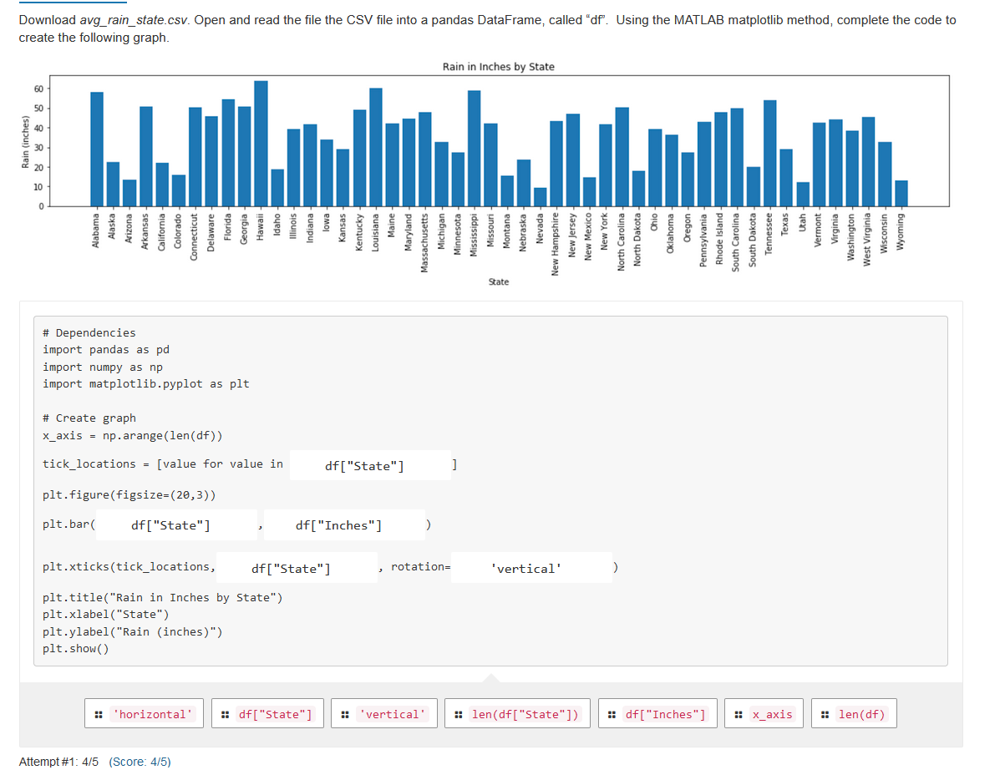 Download avg_rain_state.csv. Open and read the file the CSV file into a pandas DataFrame, called “df”. Using the MATLAB matplotlib method, complete the code to
create the following graph.
Rain in Inches by State
Rain (inches)
60
50
40
30
20
10
0
Alabama
Alaska
Arizona
Arkansas
California
Colorado
Connecticut
Delaware
Florida
Georgia
Hawaii
Idaho
Illinois
Indiana
Iowa
Kansas
Kentucky
Louisiana
Maine
Maryland
Massachusetts
Michigan
Minnesota
Mississippi
Missouri
Montana
Nebraska
Nevada
New Hampshire
New Jersey
New Mexico
New York
North Carolina
North Dakota
Ohio
Oklahoma
Oregon
Pennsylvania
Rhode Island
South Carolina
South Dakota
Tennessee
Texas
Utah
Vermont
Virginia
Washington
West Virginia
Wisconsin
Wyoming
State
# Dependencies
import pandas as pd
import numpy as np
import matplotlib.pyplot as plt
# Create graph
x_axis = np.arange(len(df))
tick_locations = [value for value in df["State"] ]
plt.figure(figsize=(20,3))
plt.bar( df["State"] , df["Inches"] )
plt.xticks(tick_locations, df["State"] , rotation= 'vertical' )
plt.title("Rain in Inches by State")
plt.xlabel("State")
plt.ylabel("Rain (inches)")
plt.show()
'horizontal' df["State"] 'vertical' len(df["State"]) df["Inches"] x_axis len(df)
Attempt #1: 4/5 (Score: 4/5)